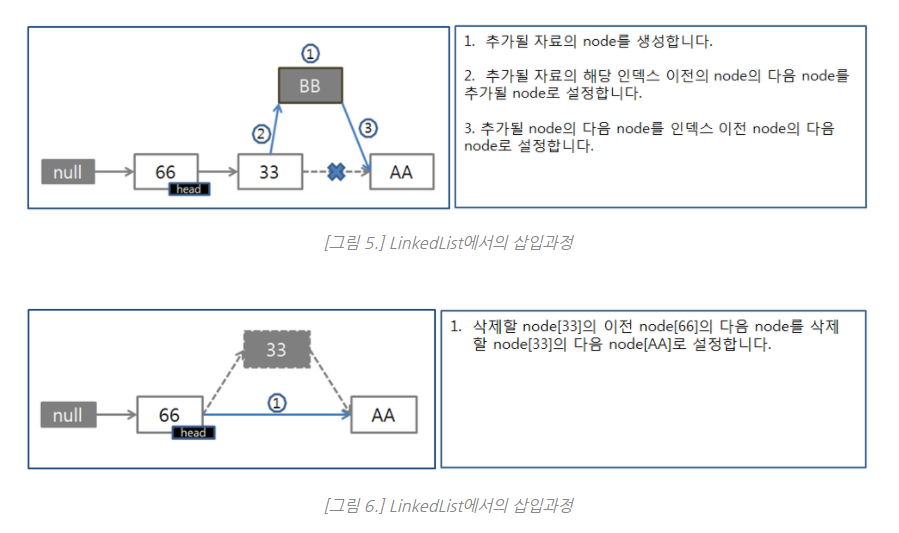 ①
BB
②
③
null
66
33
AA
head
1. 추가될 자료의 node를 생성합니다.
2. 추가될 자료의 해당 인덱스 이전의 node의 다음 node를
추가될 node로 설정합니다.
3. 추가될 node의 다음 node를 인덱스 이전 node의 다음
node로 설정합니다.
[그림 5.] LinkedList에서의 삽입과정
33
①
null
66
AA
head
1. 삭제할 node[33]의 이전 node[66]의 다음 node를 삭제
할 node[33]의 다음 node[AA]로 설정합니다.
[그림 6.] LinkedList에서의 삽입과정